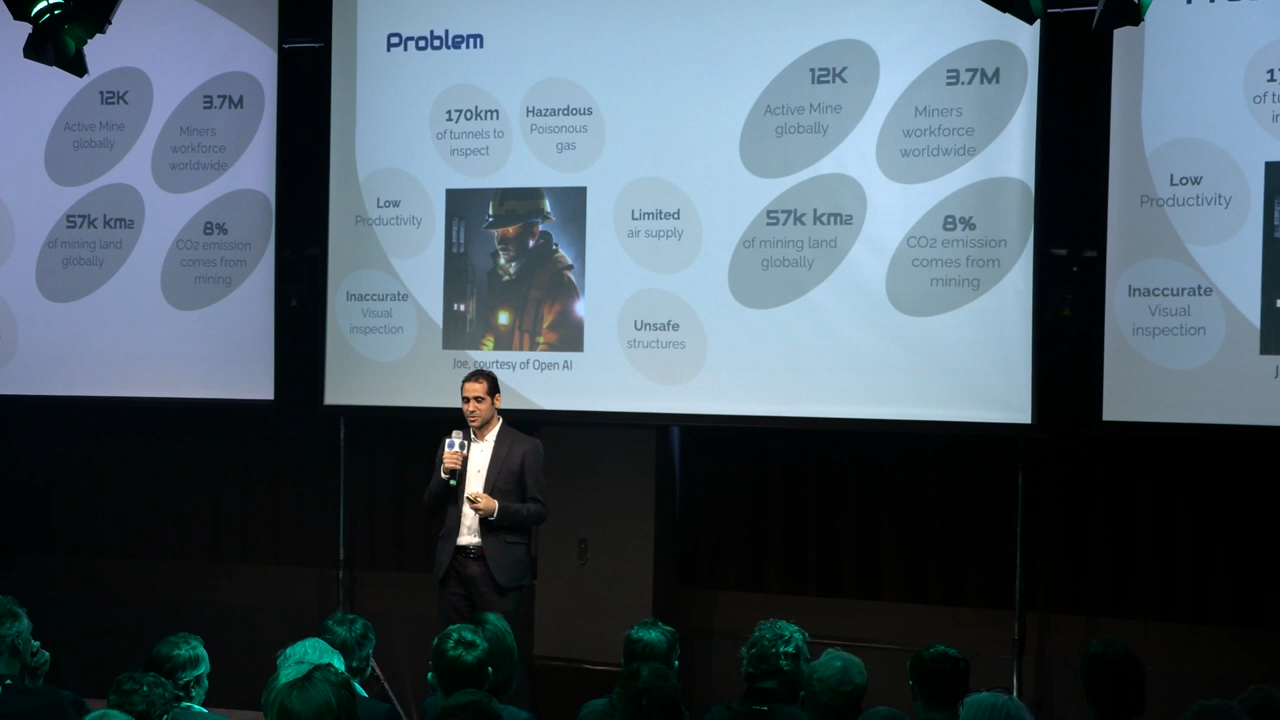 12K
Active Mine
globally
3.7M
Miners
workforce
worldwide
57k km2
of mining land
globally
8%
CO2 emission
comes from
mining
Problem
170km
of tunnels to
inspect
Hazardous
Poisonous
gas
Low
Productivity
Limited
air supply
Inaccurate
Visual
inspection
Unsafe
structures
Joe, courtesy of Open AI
12K
Active Mine
globally
3.7M
Miners
workforce
worldwide
57k km2
of mining land
globally
8%
CO2 emission
comes from
mining
Low
Productivity
Inaccurate
Visual
inspection